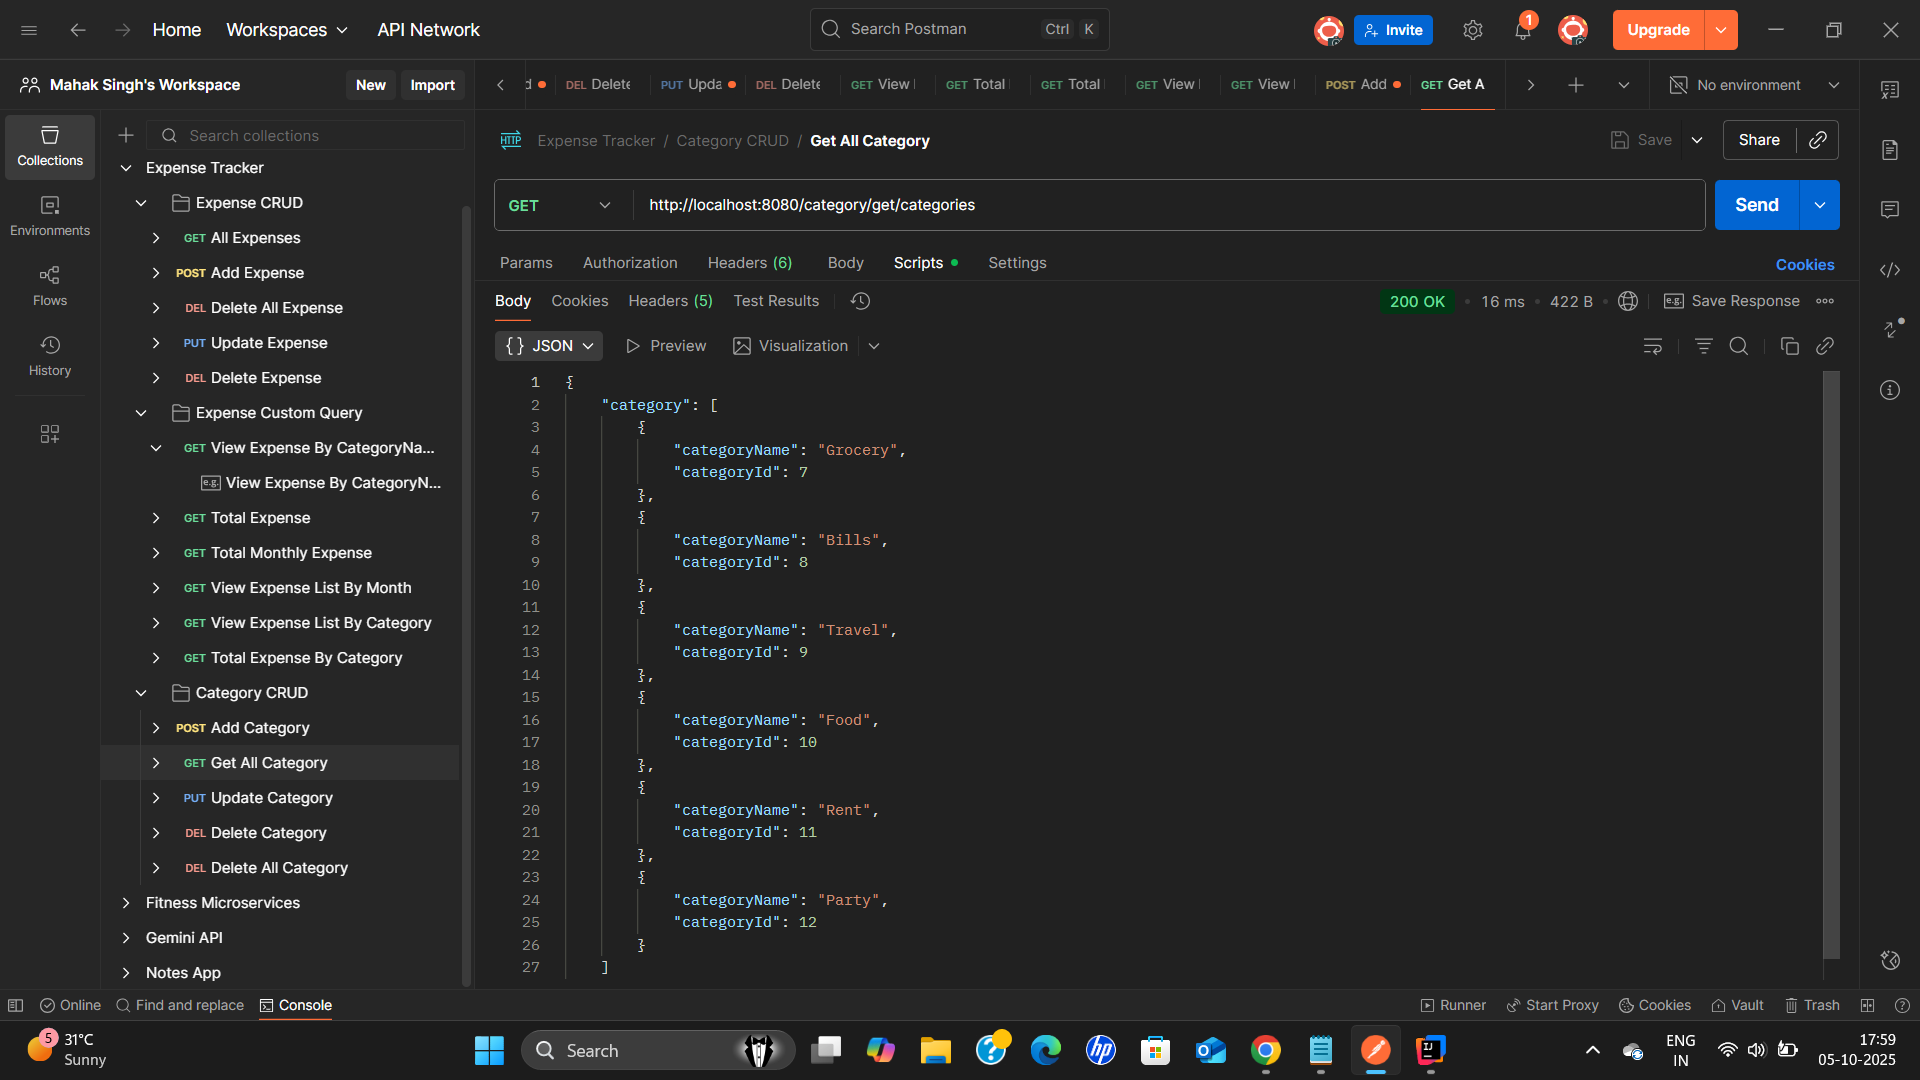 Home
Workspaces
API Network
Search Postman
Ctrl
K
Invite
1
Upgrade
Mahak Singh's Workspace
New
Import
d
DEL Delete
PUT Upda
DEL Delete
GET View
GET Total
GET Total
GET View
GET View
POST Add
GET Get A
No environment
Collections
Environments
Flows
History
Search collections
Expense Tracker
Expense CRUD
GET All Expenses
POST Add Expense
DEL Delete All Expense
PUT Update Expense
DEL Delete Expense
Expense Custom Query
GET View Expense By CategoryNa...
e.g. View Expense By CategoryN...
GET Total Expense
GET Total Monthly Expense
GET View Expense List By Month
GET View Expense List By Category
GET Total Expense By Category
Category CRUD
POST Add Category
GET Get All Category
PUT Update Category
DEL Delete Category
DEL Delete All Category
Fitness Microservices
Gemini API
Notes App
HTTP
Expense Tracker / Category CRUD / Get All Category
Save
Share
GET
http://localhost:8080/category/get/categories
Send
Params
Authorization
Headers (6)
Body
Scripts
Settings
Cookies
Body
Cookies
Headers (5)
Test Results
200 OK
16 ms
422 B
e.g. Save Response
{} JSON
Preview
Visualization
1 {
2 "category": [
3 {
4 "categoryName": "Grocery",
5 "categoryId": 7
6 },
7 {
8 "categoryName": "Bills",
9 "categoryId": 8
10 },
11 {
12 "categoryName": "Travel",
13 "categoryId": 9
14 },
15 {
16 "categoryName": "Food",
17 "categoryId": 10
18 },
19 {
20 "categoryName": "Rent",
21 "categoryId": 11
22 },
23 {
24 "categoryName": "Party",
25 "categoryId": 12
26 }
27 ]
Online
Find and replace
Console
Runner
Start Proxy
Cookies
Vault
Trash
5
31°C
Sunny
Search
hp
IJ
ENG
IN
17:59
05-10-2025